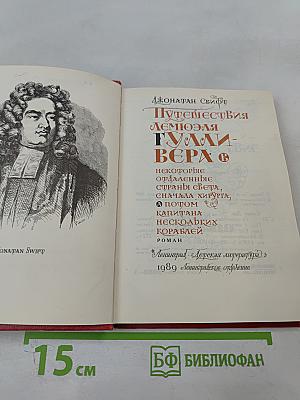 ONATAN SWIFT
ДЖОНАТАН СВИФТ
ПУТЕШЕСТВИЯ
ЛЕМЮЭЛЯ
ГУЛЛИ-
ВЕРА В
НЕКОТОРЫЕ
ОТДАЛЕННЫЕ
СТРАНЫ СВЕТА,
СНАЧАЛА ХИРУРГА,
А ПОТОМ
КАПИТАНА
НЕСКОЛЬКИХ
КОРАБЛЕЙ
РОМАН
Ленинград «Детская литература»
1989 Ленинградское отделение
15 см
БФ БИБЛИОФАН